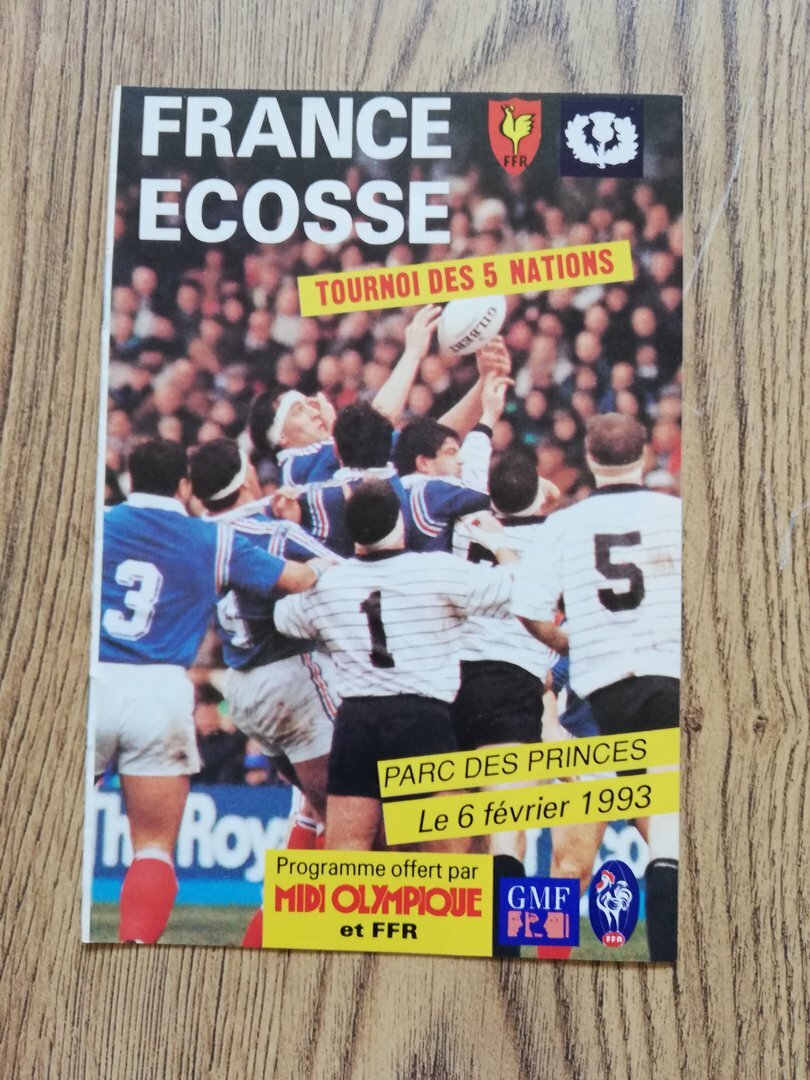 FRANCE
ECOSSE
FFR
TOURNOI DES 5 NATIONS
GILBERT
3
1
5
PARC DES PRINCES
Le 6 février 1993
The Roy
Programme offert par
MIDI OLYMPIQUE
et FFR
GMF
FFR